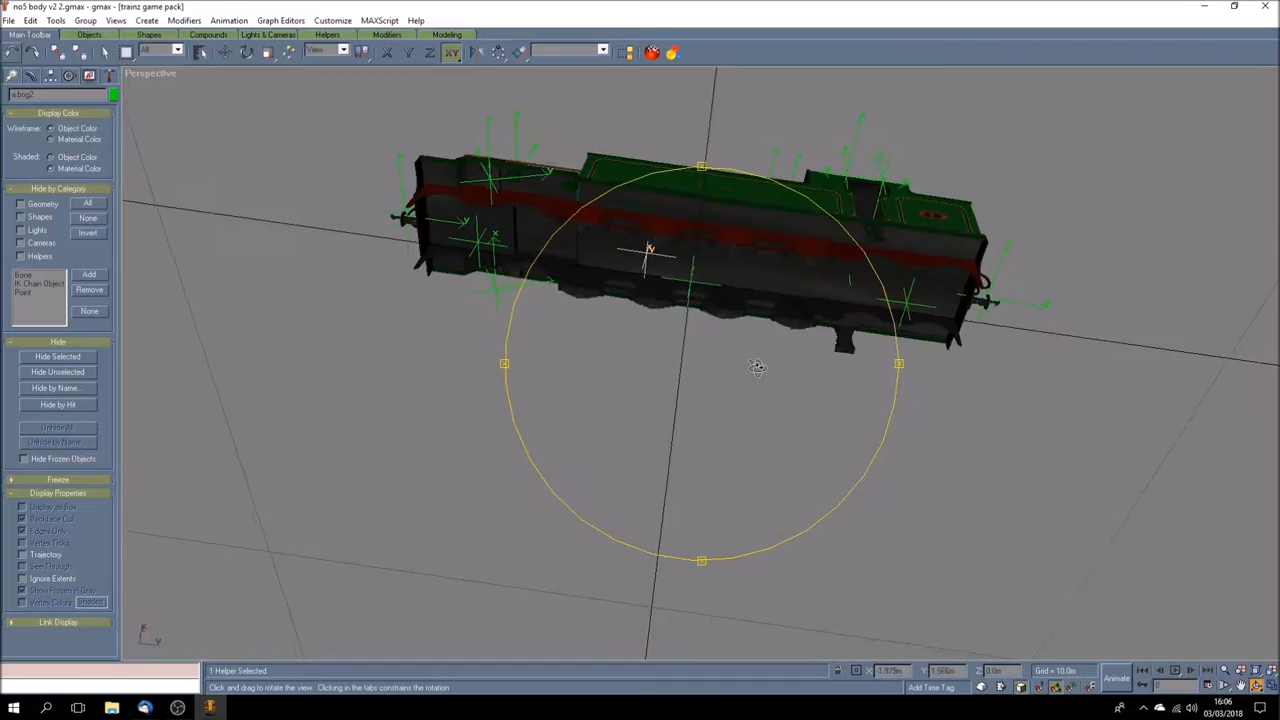 no5 body v2 2.gmax - gmax - [trainz game pack]
File Edit Tools Group Views Create Modifiers Animation Graph Editors Customize MAXScript Help
Main Toolbar Objects Shapes Compounds Lights & Cameras Helpers Modifiers Modeling
All View X Y Z XY
a.bog2
Perspective
- Display Color
Wireframe: Object Color
Material Color
Shaded: Object Color
Material Color
- Hide by Category
Geometry All
Shapes None
Lights Invert
Cameras
Helpers
Bone Add
IK Chain Object Remove
Point
None
- Hide
Hide Selected
Hide Unselected
Hide by Name...
Hide by Hit
Unhide All
Unhide by Name...
Hide Frozen Objects
+ Freeze
- Display Properties
Display as Box
Backface Cull
Edges Only
Vertex Ticks
Trajectory
See-Through
Ignore Extents
Show Frozen in Gray
Vertex Colors Shaded
+ Link Display
1 Helper Selected X: -1.979m Y: Z: 0.0m Grid = 10.0m Animate
Click and drag to rotate the view. Clicking in the tabs constrains the rotation Add Time Tag 0
16:06
03/03/2018